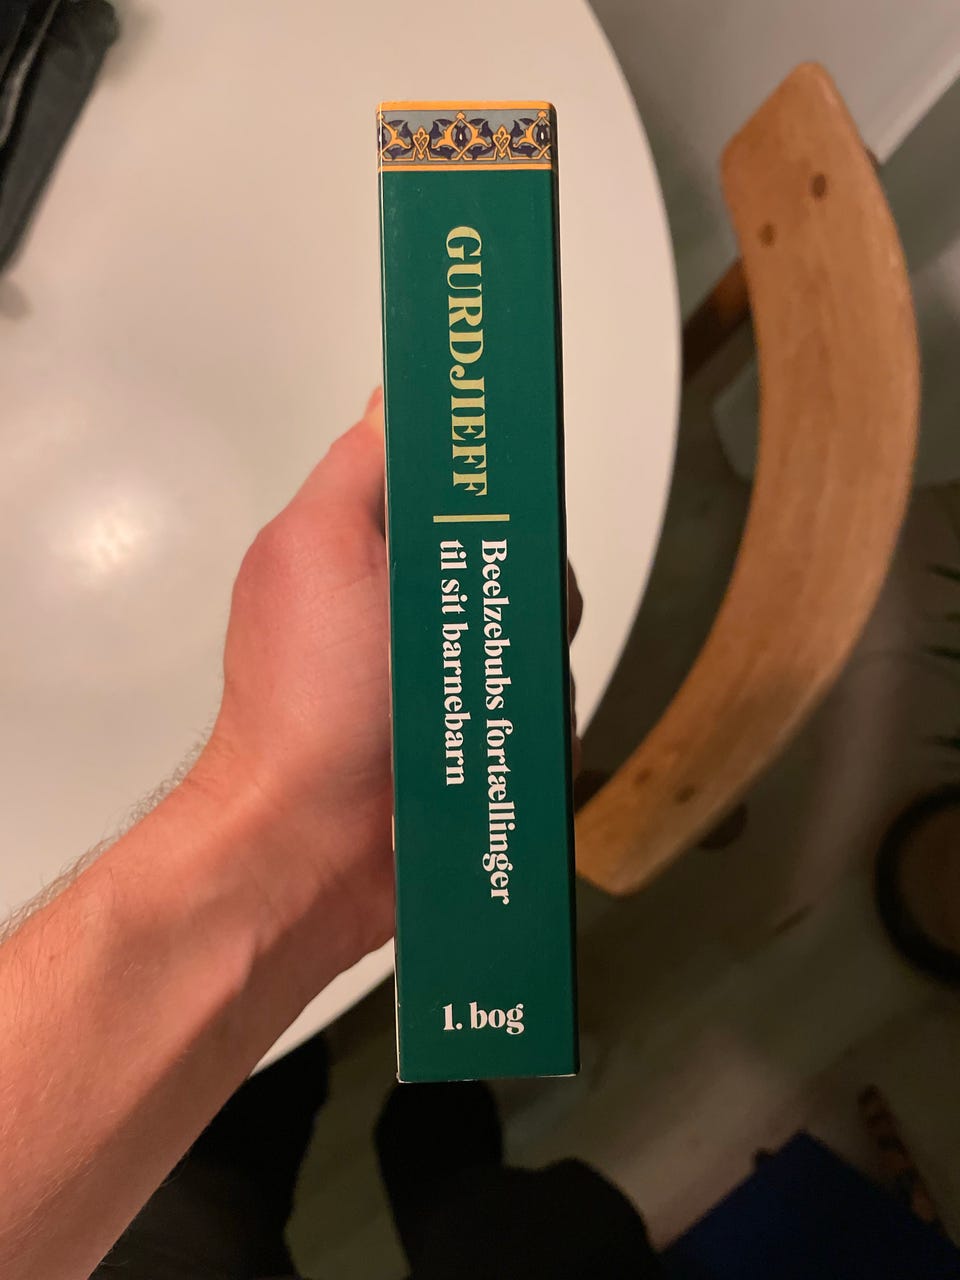 GURDJIEFF
Beelzebubs fortællinger
til sit barnebarn
1. bog